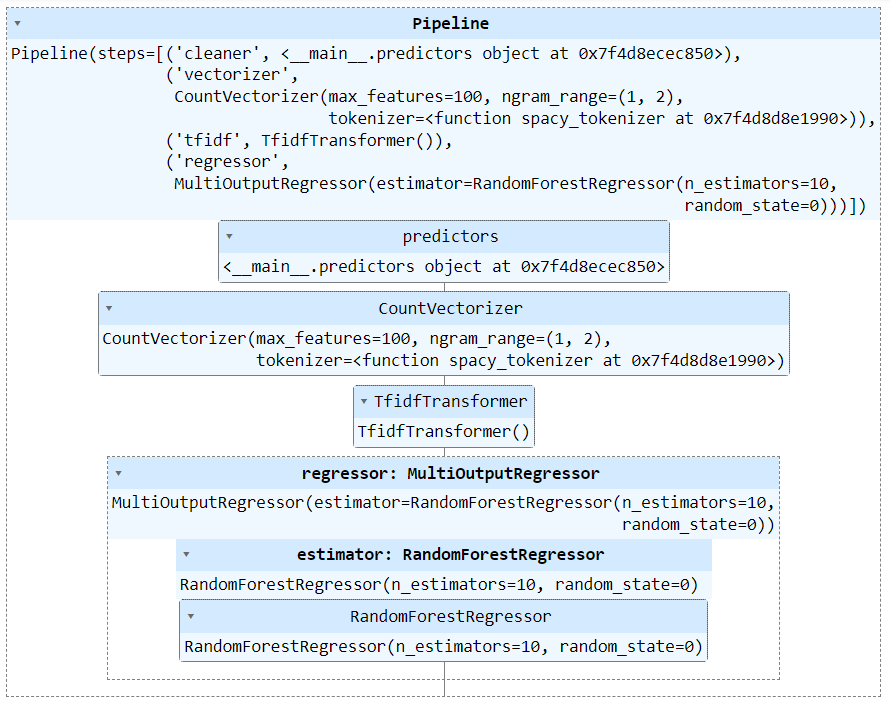 Pipeline
Pipeline(steps=[('cleaner', <__main__.predictors object at 0x7f4d8ecec850>),
('vectorizer',
CountVectorizer(max_features=100, ngram_range=(1, 2),
tokenizer=<function spacy_tokenizer at 0x7f4d8d8e1990>)),
('tfidf', TfidfTransformer()),
('regressor',
MultiOutputRegressor(estimator=RandomForestRegressor(n_estimators=10,
random_state=0)))])
predictors
<__main__.predictors object at 0x7f4d8ecec850>
CountVectorizer
CountVectorizer(max_features=100, ngram_range=(1, 2),
tokenizer=<function spacy_tokenizer at 0x7f4d8d8e1990>)
TfidfTransformer
TfidfTransformer()
regressor: MultiOutputRegressor
MultiOutputRegressor(estimator=RandomForestRegressor(n_estimators=10,
random_state=0))
estimator: RandomForestRegressor
RandomForestRegressor(n_estimators=10, random_state=0)
RandomForestRegressor
RandomForestRegressor(n_estimators=10, random_state=0)